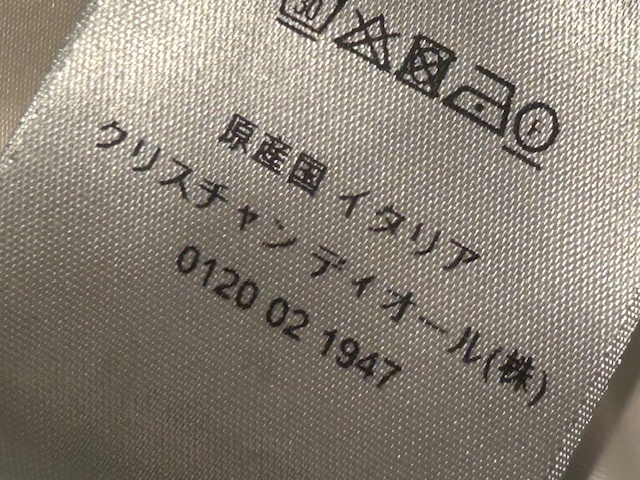 30
原産国 イタリア
クリスチャン ディオール(株)
0120 02 1947